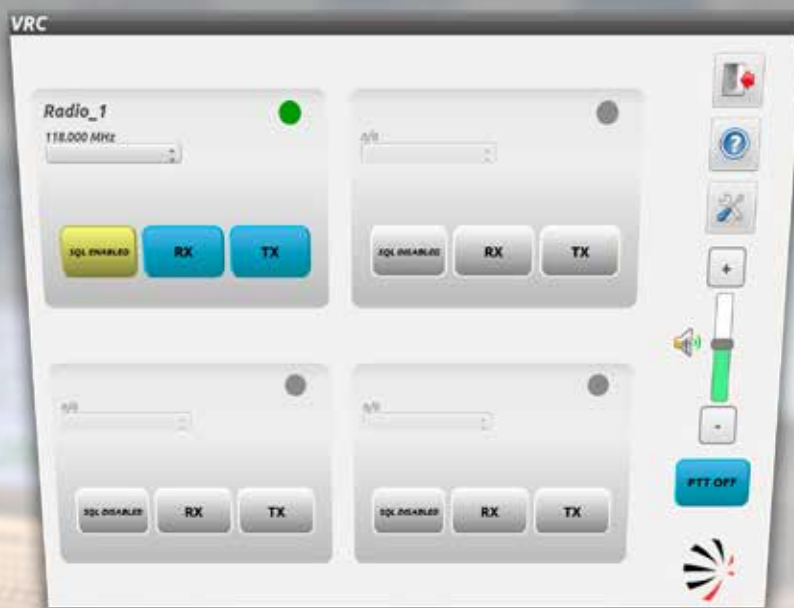 VRC
Radio_1
118.000 MHz
SQL ENABLED
RX
TX
n/a
SQL DISABLED
RX
TX
n/a
SQL DISABLED
RX
TX
n/a
SQL DISABLED
RX
TX
+
-
PTT OFF